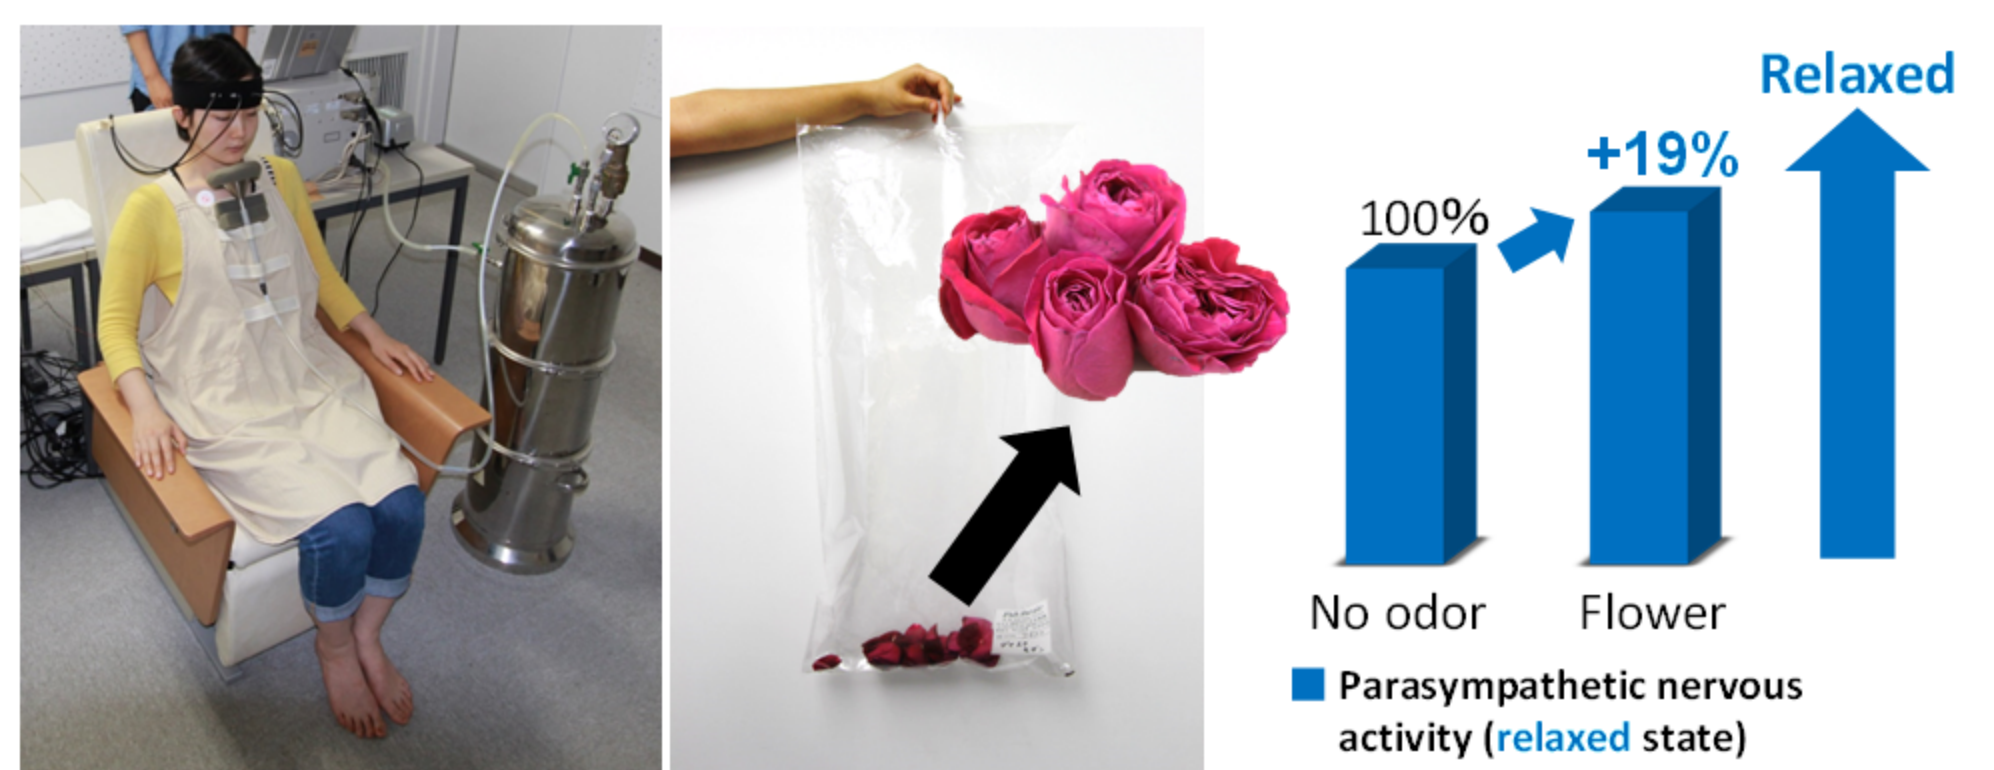 Relaxed
+19%
100%
No odor
Flower
Parasympathetic nervous
activity (relaxed state)